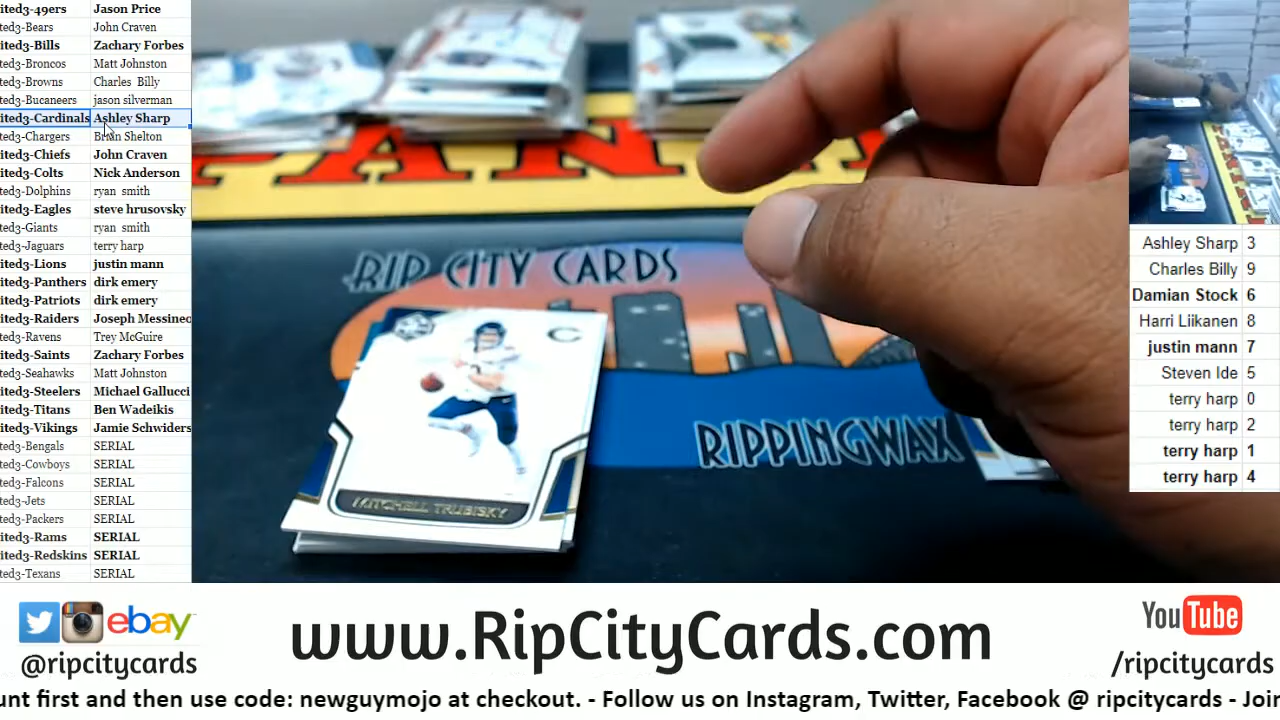 ited3-49ers Jason Price
ted3-Bears John Craven
ited3-Bills Zachary Forbes
ted3-Broncos Matt Johnston
ted3-Browns Charles Billy
ted3-Bucaneers jason silverman
ited3-Cardinals Ashley Sharp
ted3-Chargers Brian Shelton
ited3-Chiefs John Craven
ited3-Colts Nick Anderson
ted3-Dolphins ryan smith
ited3-Eagles steve hrusovsky
ted3-Giants ryan smith
ted3-Jaguars terry harp
ited3-Lions justin mann
ited3-Panthers dirk emery
ited3-Patriots dirk emery
ited3-Raiders Joseph Messineo
ted3-Ravens Trey McGuire
ited3-Saints Zachary Forbes
ted3-Seahawks Matt Johnston
ited3-Steelers Michael Gallucci
ited3-Titans Ben Wadeikis
ited3-Vikings Jamie Schwiders
ted3-Bengals SERIAL
ted3-Cowboys SERIAL
ted3-Falcons SERIAL
ted3-Jets SERIAL
ted3-Packers SERIAL
ited3-Rams SERIAL
ited3-Redskins SERIAL
ted3-Texans SERIAL
PANI
RIP CITY CARDS
RIPPINGWAX
C
MITCHELL TRUBISKY
Ashley Sharp 3
Charles Billy 9
Damian Stock 6
Harri Liikanen 8
justin mann 7
Steven Ide 5
terry harp 0
terry harp 2
terry harp 1
terry harp 4
ebay
@ripcitycards
www.RipCityCards.com
YouTube
/ripcitycards
unt first and then use code: newguymojo at checkout. - Follow us on Instagram, Twitter, Facebook @ ripcitycards - Join